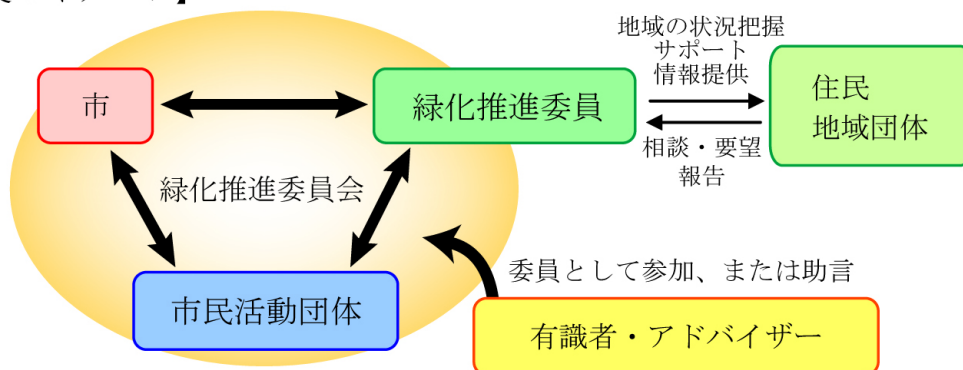 地域の状況把握
サポート
情報提供
市
緑化推進委員
住民
地域団体
相談・要望
報告
緑化推進委員会
委員として参加、または助言
市民活動団体
有識者・アドバイザー